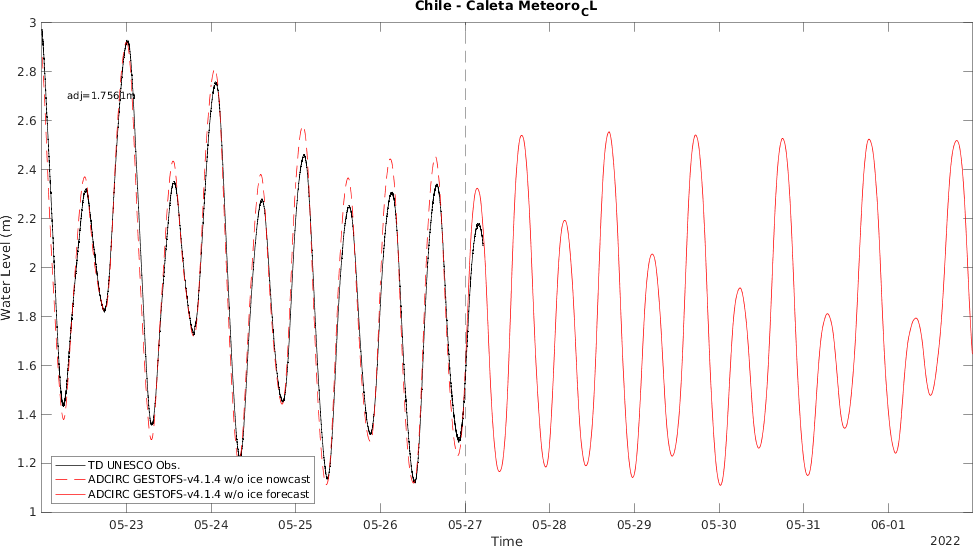 Chile - Caleta Meteoro_CL
3
2.8
adj=1.7561m
2.6
2.4
2.2
2
1.8
1.6
1.4
1.2
1
Water Level (m)
TD UNESCO Obs.
ADCIRC GESTOFS-v4.1.4 w/o ice nowcast
ADCIRC GESTOFS-v4.1.4 w/o ice forecast
05-23 05-24 05-25 05-26 05-27 05-28 05-29 05-30 05-31 06-01
Time
2022